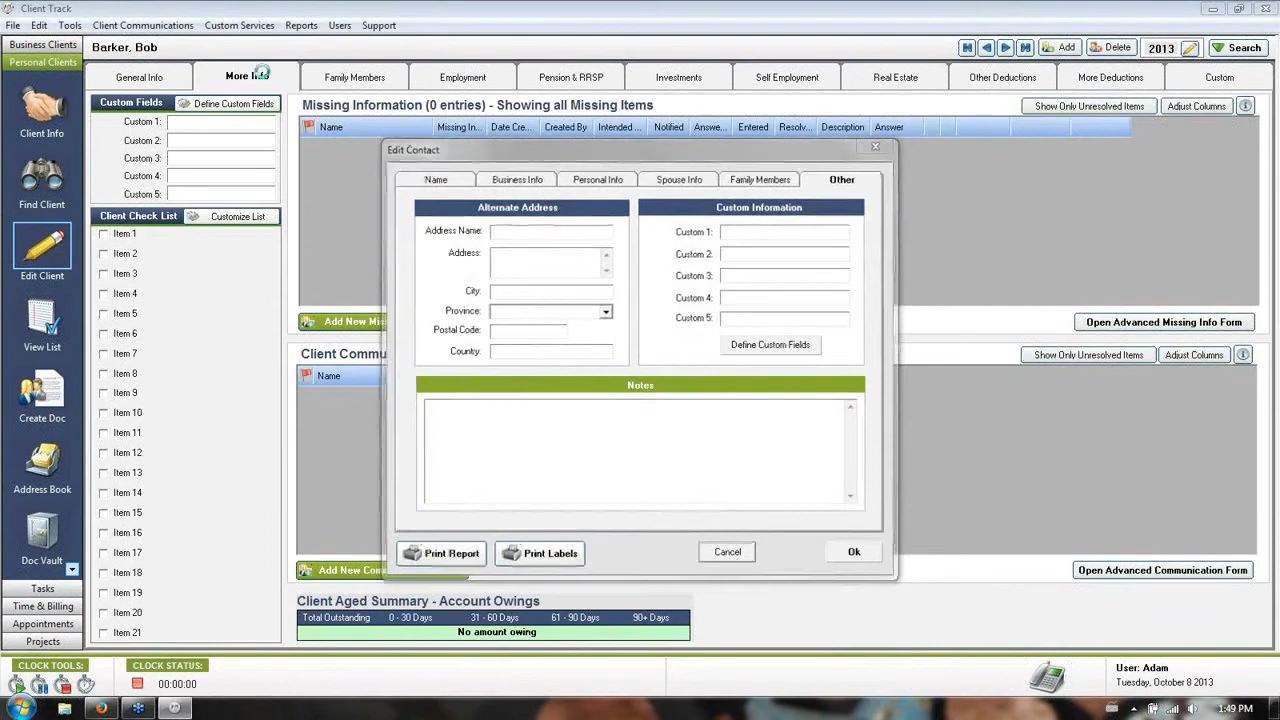 Client Track
File Edit Tools Client Communications Custom Services Reports Users Support
Business Clients
Personal Clients
Barker, Bob
Add Delete 2013 Search
General Info More Info Family Members Employment Pension & RRSP Investments Self Employment Real Estate Other Deductions More Deductions Custom
Client Info
Find Client
Edit Client
View List
Create Doc
Address Book
Doc Vault
Tasks
Time & Billing
Appointments
Projects
Custom Fields Define Custom Fields
Custom 1:
Custom 2:
Custom 3:
Custom 4:
Custom 5:
Client Check List Customize List
Item 1
Item 2
Item 3
Item 4
Item 5
Item 6
Item 7
Item 8
Item 9
Item 10
Item 11
Item 12
Item 13
Item 14
Item 15
Item 16
Item 17
Item 18
Item 19
Item 20
Item 21
Missing Information (0 entries) - Showing all Missing Items
Show Only Unresolved Items Adjust Columns
Name Missing In... Date Cre... Created By Intended ... Notified Answe... Entered Resolv... Description Answer
Add New Mis
Open Advanced Missing Info Form
Client Commu
Show Only Unresolved Items Adjust Columns
Name
Add New Com
Open Advanced Communication Form
Edit Contact
Name Business Info Personal Info Spouse Info Family Members Other
Alternate Address
Address Name:
Address:
City:
Province:
Postal Code:
County:
Custom Information
Custom 1:
Custom 2:
Custom 3:
Custom 4:
Custom 5:
Define Custom Fields
Notes
Print Report Print Labels Cancel Ok
Client Aged Summary - Account Owings
Total Outstanding 0 - 30 Days 31 - 60 Days 61 - 90 Days 90+ Days
No amount owing
CLOCK TOOLS: CLOCK STATUS:
00:00:00
User: Adam
Tuesday, October 8 2013
1:49 PM